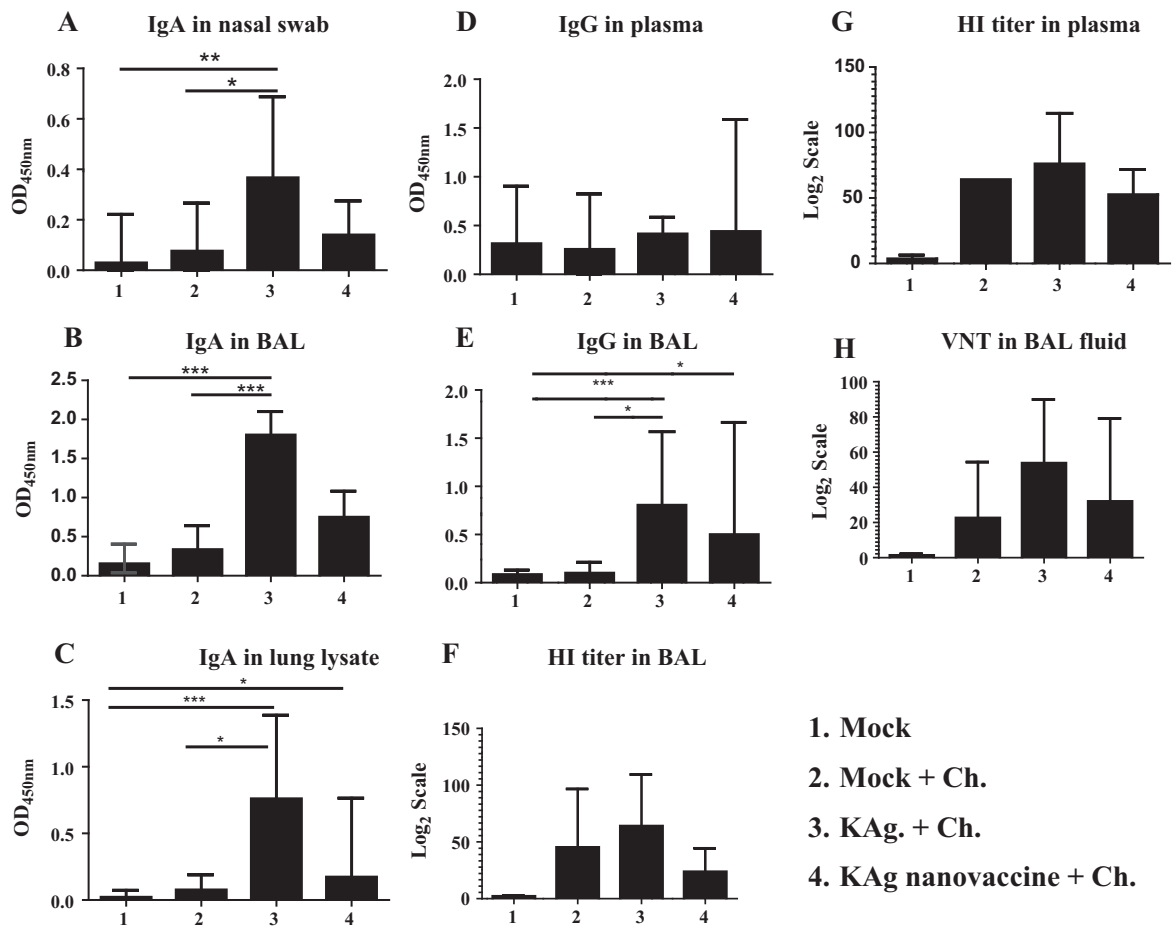 A IgA in nasal swab
OD450nm
0.8
0.6
0.4
0.2
0.0
**
*
1 2 3 4
B IgA in BAL
OD450nm
2.5
2.0
1.5
1.0
0.5
0.0
***
***
1 2 3 4
C IgA in lung lysate
OD450nm
1.5
1.0
0.5
0.0
*
***
*
1 2 3 4
D IgG in plasma
OD450nm
2.0
1.5
1.0
0.5
0.0
1 2 3 4
E IgG in BAL
OD450nm
2.0
1.5
1.0
0.5
0.0
*
***
*
1 2 3 4
F HI titer in BAL
Log2 Scale
150
100
50
0
1 2 3 4
G HI titer in plasma
Log2 Scale
150
100
50
0
1 2 3 4
H VNT in BAL fluid
Log2 Scale
100
80
60
40
20
0
1 2 3 4
1. Mock
2. Mock + Ch.
3. KAg. + Ch.
4. KAg nanovaccine + Ch.